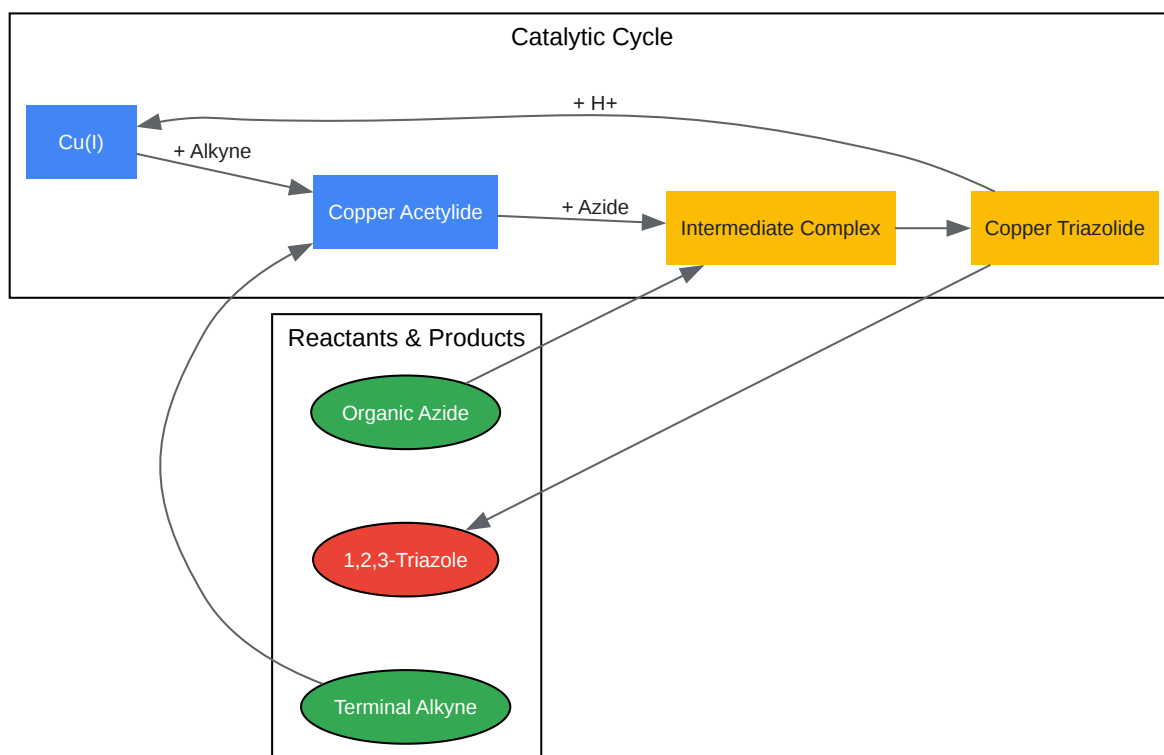 Catalytic Cycle
+ H+
Cu(I)
+ Alkyne
Copper Acetylide
+ Azide
Intermediate Complex
Copper Triazolide
Reactants & Products
Organic Azide
1,2,3-Triazole
Terminal Alkyne